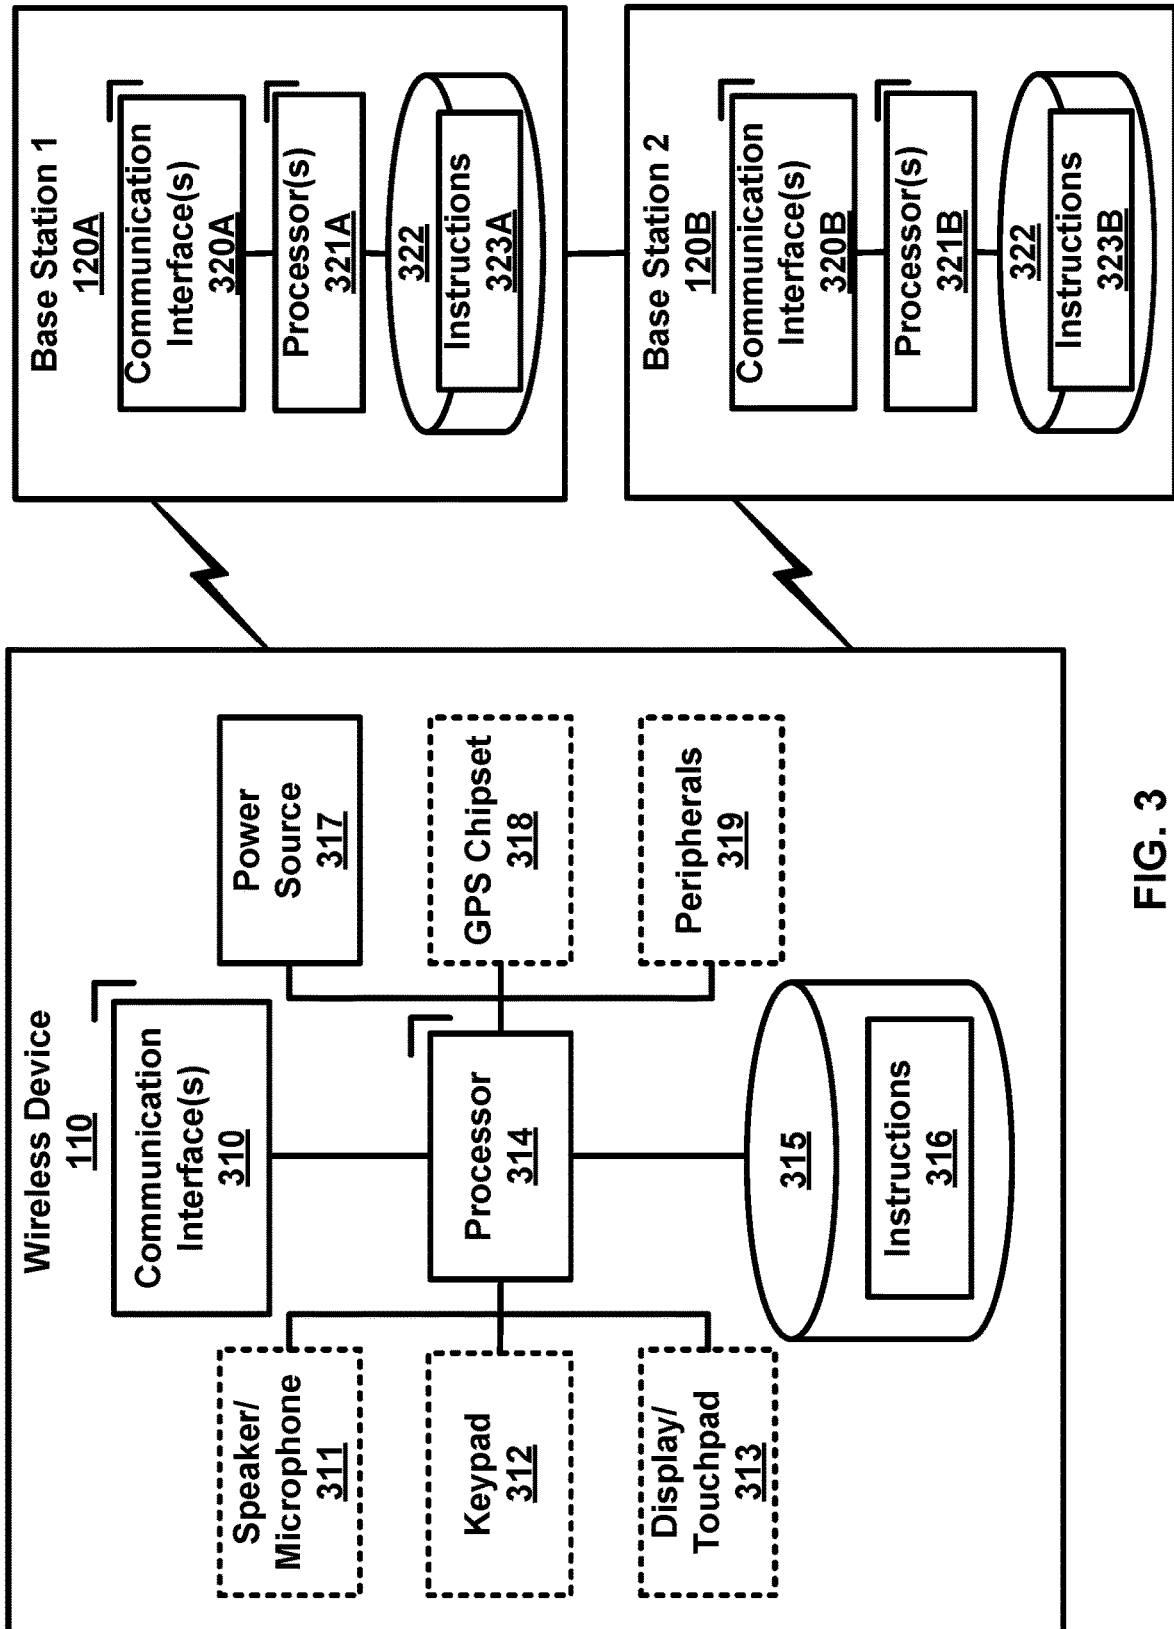 Wireless Device
110
Communication
Interface(s)
310
Speaker/
Microphone
311
Keypad
312
Display/
Touchpad
313
Processor
314
Power
Source
317
GPS Chipset
318
Peripherals
319
315
Instructions
316
Base Station 1
120A
Communication
Interface(s)
320A
Processor(s)
321A
322
Instructions
323A
Base Station 2
120B
Communication
Interface(s)
320B
Processor(s)
321B
322
Instructions
323B
FIG. 3